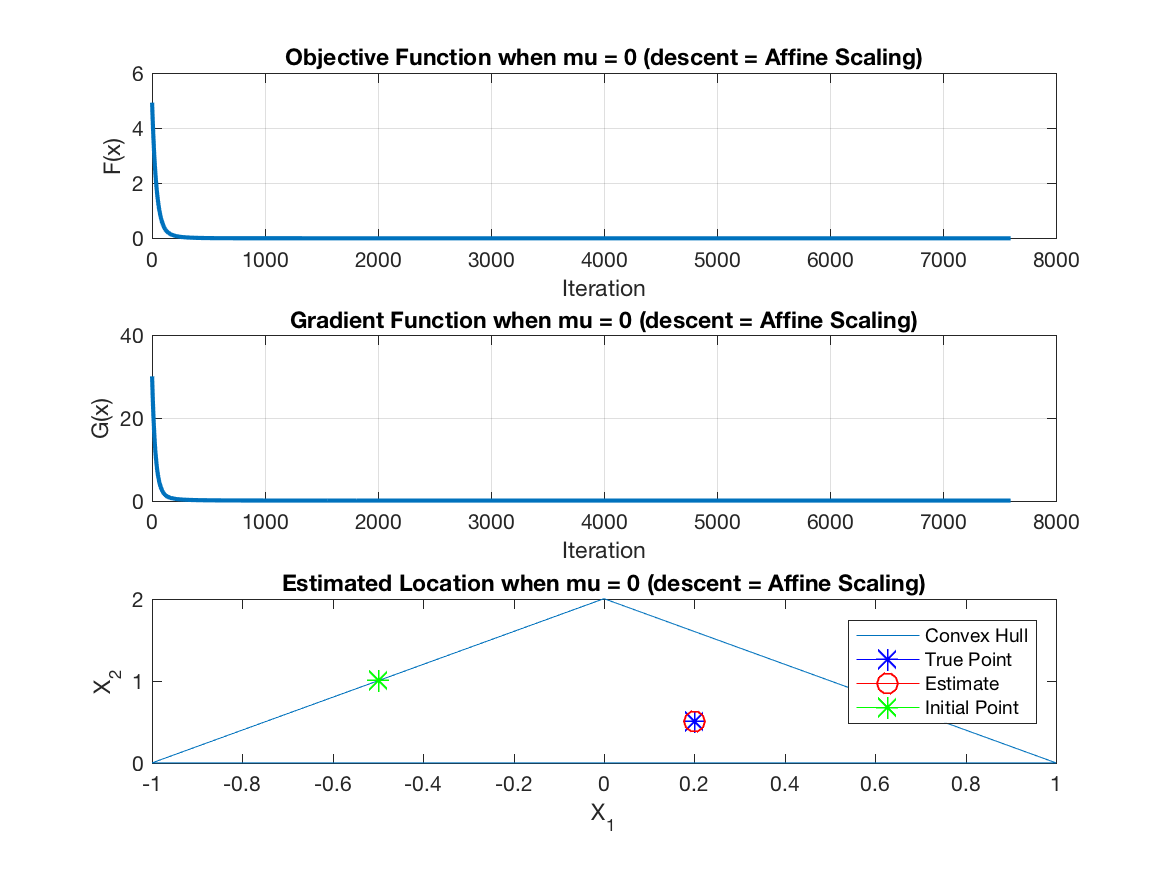 Objective Function when mu = 0 (descent = Affine Scaling)
6
4
2
0
F(x)
0 1000 2000 3000 4000 5000 6000 7000 8000
Iteration
Gradient Function when mu = 0 (descent = Affine Scaling)
40
20
0
G(x)
0 1000 2000 3000 4000 5000 6000 7000 8000
Iteration
Estimated Location when mu = 0 (descent = Affine Scaling)
2
1
0
X_2
Convex Hull
True Point
Estimate
Initial Point
-1 -0.8 -0.6 -0.4 -0.2 0 0.2 0.4 0.6 0.8 1
X_1